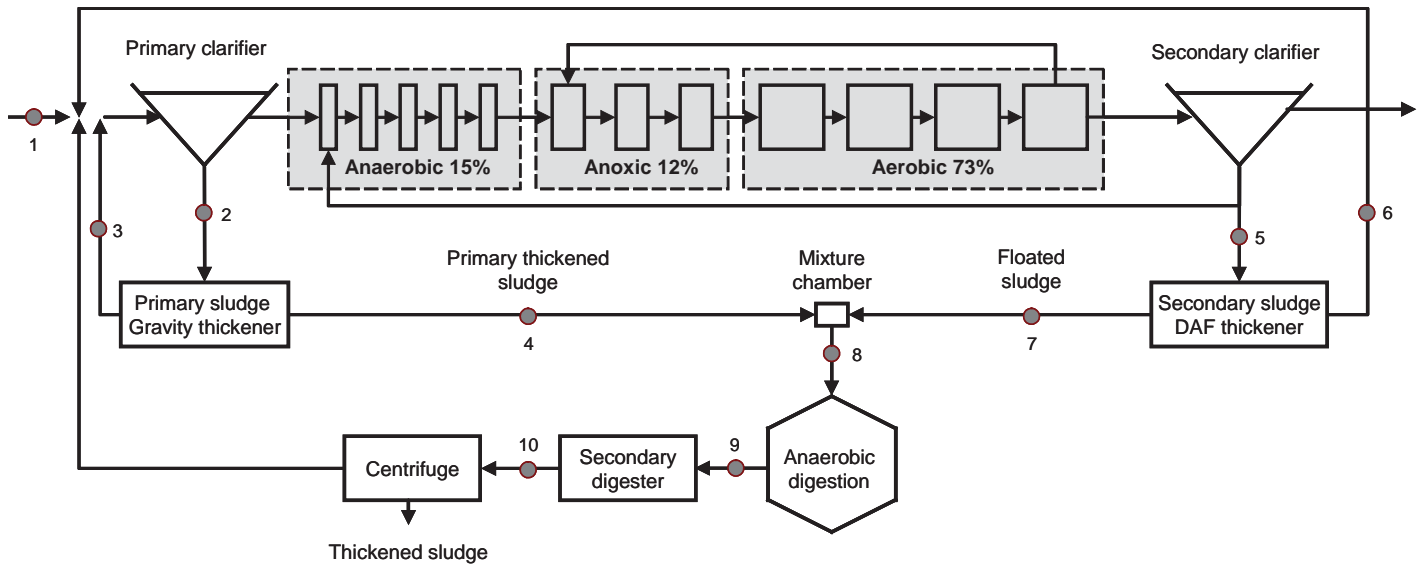 Primary clarifier
Secondary clarifier
1
Anaerobic 15%
Anoxic 12%
Aerobic 73%
2
3
6
5
Primary thickened
sludge
Mixture
chamber
Floated
sludge
Primary sludge
Gravity thickener
Secondary sludge
DAF thickener
4
7
8
10
9
Centrifuge
Secondary
digester
Anaerobic
digestion
Thickened sludge